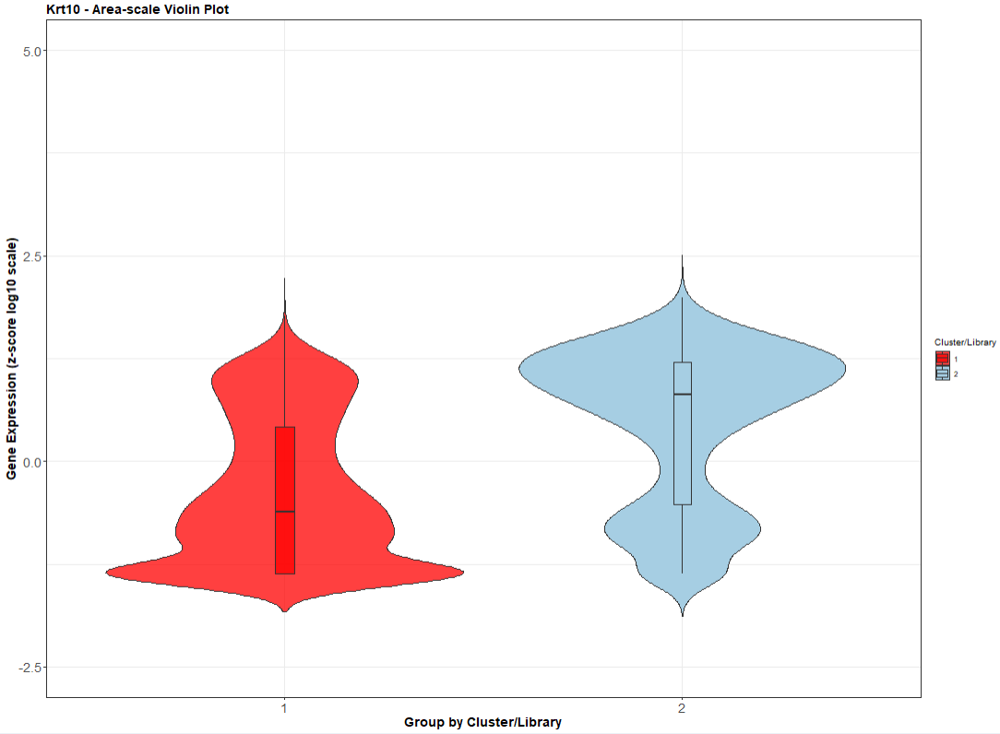 Krt10 - Area-scale Violin Plot
Gene Expression (z-score log10 scale)
5.0
2.5
0.0
-2.5
1
2
Group by Cluster/Library
Cluster/Library
1
2